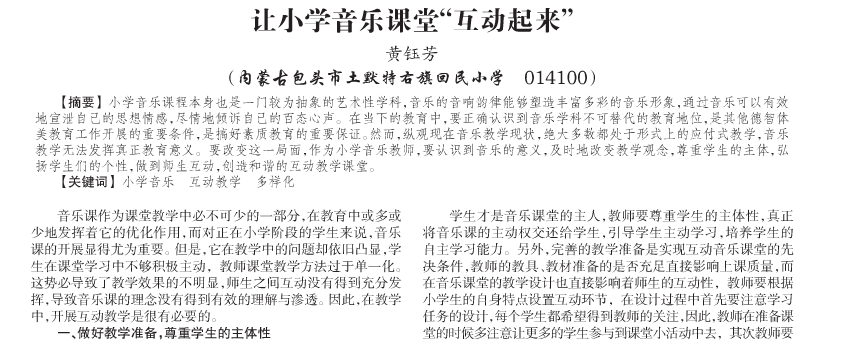 让小学音乐课堂“互动起来”
黄钰芳
(内蒙古包头市土默特右旗回民小学 014100)
【摘要】小学音乐课程本身也是一门较为抽象的艺术性学科,音乐的音响韵律能够塑造丰富多彩的音乐形象,通过音乐可以有效
地宣泄自己的思想情感,尽情地倾诉自己的百态心声。在当下的教育中,要正确认识到音乐学科不可替代的教育地位,是其他德智体
美教育工作开展的重要条件,是搞好素质教育的重要保证。然而,纵观现在音乐教学现状,绝大多数都处于形式上的应付式教学,音乐
教学无法发挥真正教育意义。要改变这一局面,作为小学音乐教师,要认识到音乐的意义,及时地改变教学观念,尊重学生的主体,弘
扬学生们的个性,做到师生互动,创造和谐的互动教学课堂。
【关键词】小学音乐 互动教学 多样化
音乐课作为课堂教学中必不可少的一部分,在教育中或多或
少地发挥着它的优化作用,而对正在小学阶段的学生来说,音乐
课的开展显得尤为重要。但是,它在教学中的问题却依旧凸显,学
生在课堂学习中不够积极主动，教师课堂教学方法过于单一化。
这势必导致了教学效果的不明显,师生之间互动没有得到充分发
挥,导致音乐课的理念没有得到有效的理解与渗透。因此,在教学
中,开展互动教学是很有必要的。
一、做好教学准备,尊重学生的主体性
学生才是音乐课堂的主人,教师要尊重学生的主体性,真正
将音乐课的主动权交还给学生,引导学生主动学习,培养学生的
自主学习能力。另外,完善的教学准备是实现互动音乐课堂的先
决条件,教师的教具、教材准备的是否充足直接影响上课质量,而
在音乐课堂的教学设计也直接影响着师生的互动性，教师要根据
小学生的自身特点设置互动环节，在设计过程中首先要注意学习
任务的设计,每个学生都希望得到教师的关注,因此,教师在准备课
堂的时候多注意让更多的学生参与到课堂小活动中去，其次教师要